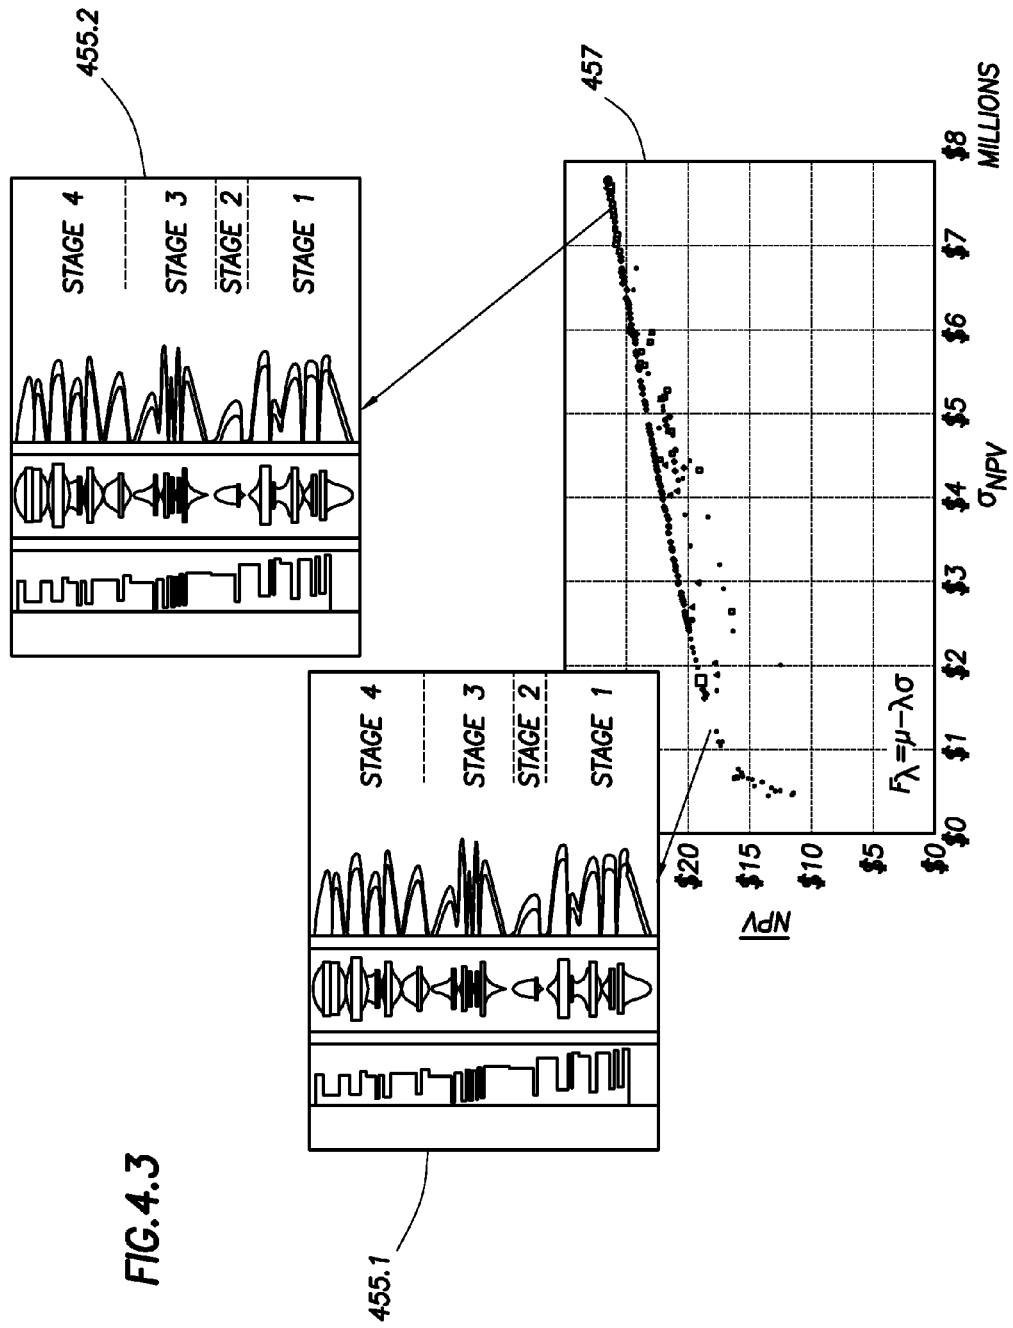 FIG.4.3
455.1
STAGE 4
STAGE 3
STAGE 2
STAGE 1
455.2
STAGE 4
STAGE 3
STAGE 2
STAGE 1
457
NPV
$20
$15
$10
$0
Fλ=μ-λσ
$0
$1
$2
$3
$4
$5
$6
$7
$8
σNPV
MILLIONS